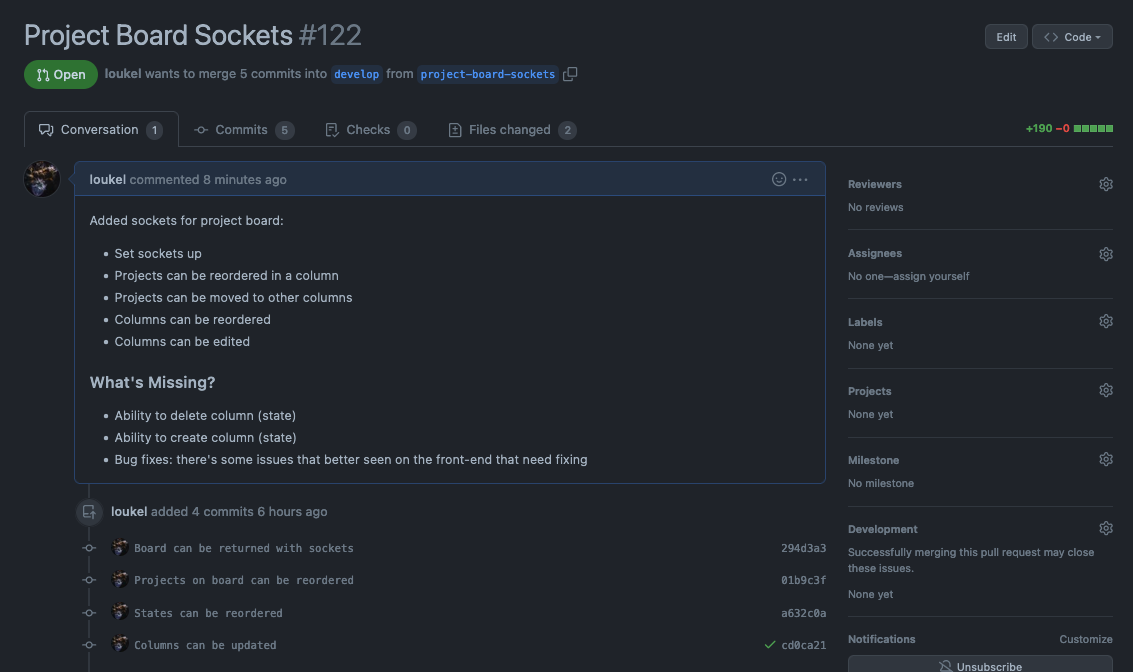 Project Board Sockets #122
Edit
<> Code
Open
loukel wants to merge 5 commits into develop from project-board-sockets
Conversation 1
Commits 5
Checks 0
Files changed 2
+190 −0
loukel commented 8 minutes ago
Added sockets for project board:
Set sockets up
Projects can be reordered in a column
Projects can be moved to other columns
Columns can be reordered
Columns can be edited
What's Missing?
Ability to delete column (state)
Ability to create column (state)
Bug fixes: there's some issues that better seen on the front-end that need fixing
loukel added 4 commits 6 hours ago
Board can be returned with sockets 294d3a3
Projects on board can be reordered 01b9c3f
States can be reordered a632c0a
Columns can be updated cd0ca21
Reviewers
No reviews
Assignees
No one—assign yourself
Labels
None yet
Projects
None yet
Milestone
No milestone
Development
Successfully merging this pull request may close
these issues.
None yet
Notifications Customize
Unsubscribe